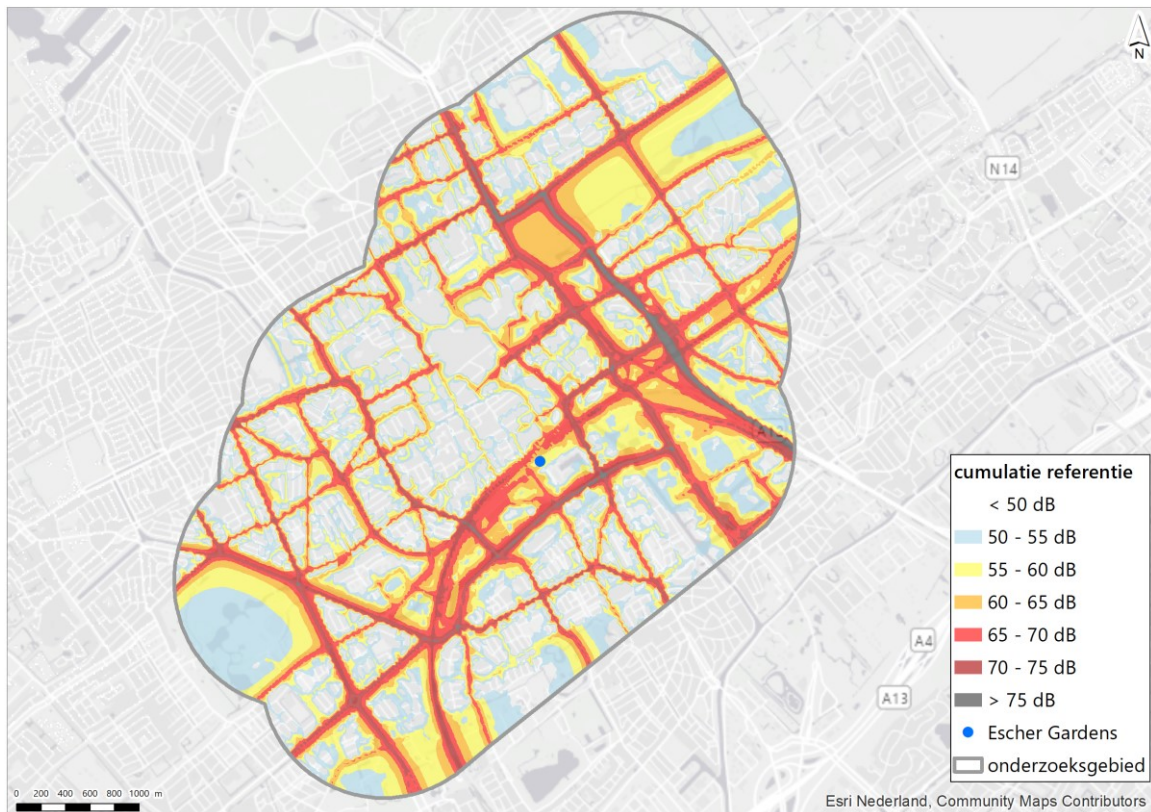 N
N14
A12
cumulatie referentie
< 50 dB
50 - 55 dB
55 - 60 dB
60 - 65 dB
65 - 70 dB
70 - 75 dB
> 75 dB
Escher Gardens
onderzoeksgebied
A4
A13
0 200 400 600 800 1000 m
Esri Nederland, Community Maps Contributors